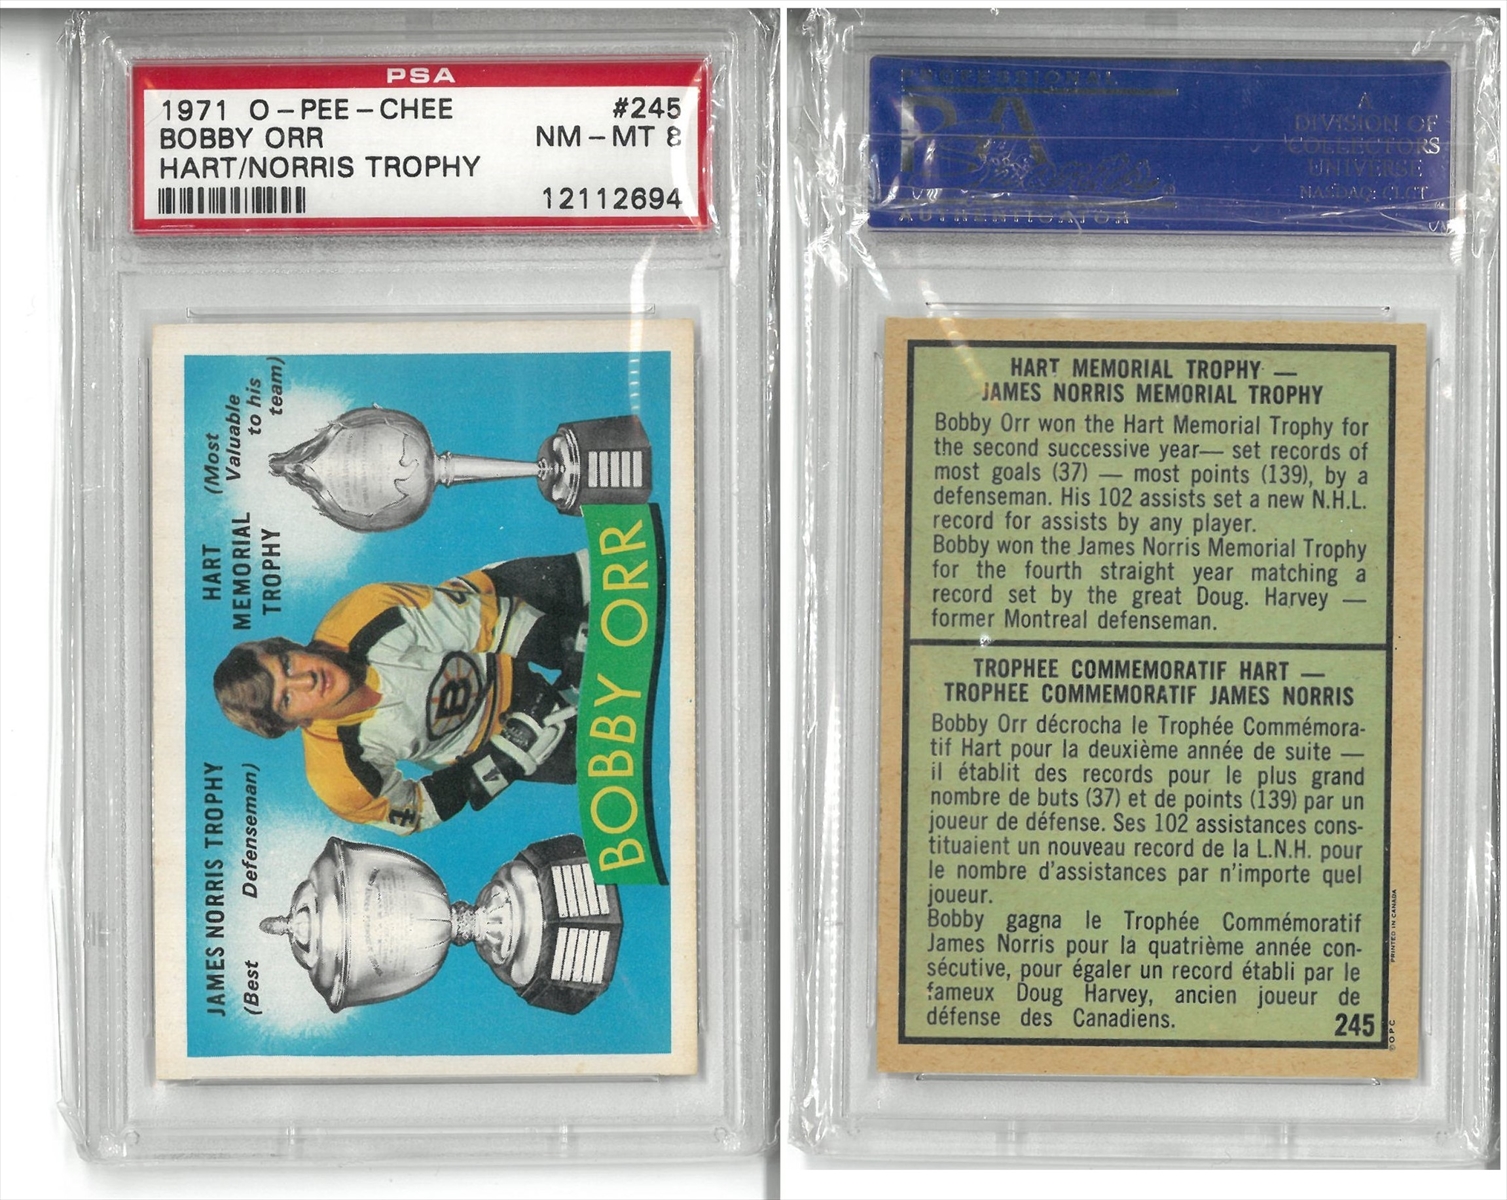 PSA
1971 O-PEE-CHEE #245
BOBBY ORR NM-MT 8
HART/NORRIS TROPHY
12112694
JAMES NORRIS TROPHY
(Best Defenseman)
HART
MEMORIAL
TROPHY
(Most
Valuable
to his
team)
B
4
BOBBY ORR
PROFESSIONAL
PSA
AUTHENTICATOR
A
DIVISION OF
COLLECTORS
UNIVERSE
NASDAQ: CLCT
HART MEMORIAL TROPHY —
JAMES NORRIS MEMORIAL TROPHY
Bobby Orr won the Hart Memorial Trophy for
the second successive year— set records of
most goals (37) — most points (139), by a
defenseman. His 102 assists set a new N.H.L.
record for assists by any player.
Bobby won the James Norris Memorial Trophy
for the fourth straight year matching a
record set by the great Doug. Harvey —
former Montreal defenseman.
TROPHEE COMMEMORATIF HART —
TROPHEE COMMEMORATIF JAMES NORRIS
Bobby Orr décrocha le Trophée Commémora-
tif Hart pour la deuxième année de suite —
il établit des records pour le plus grand
nombre de buts (37) et de points (139) par un
joueur de défense. Ses 102 assistances cons-
tituaient un nouveau record de la L.N.H. pour
le nombre d'assistances par n'importe quel
joueur.
Bobby gagna le Trophée Commémoratif
James Norris pour la quatrième année con-
sécutive, pour égaler un record établi par le
fameux Doug Harvey, ancien joueur de
défense des Canadiens.
245
©O.P.C. PRINTED IN CANADA